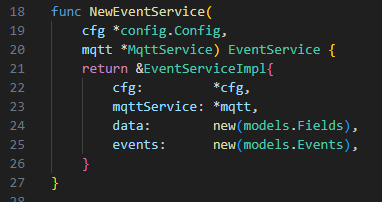 18 func NewEventService(
19     cfg *config.Config,
20     mqtt *MqttService) EventService {
21     return &EventServiceImpl{
22         cfg:         *cfg,
23         mqttService: *mqtt,
24         data:        new(models.Fields),
25         events:      new(models.Events),
26     }
27 }